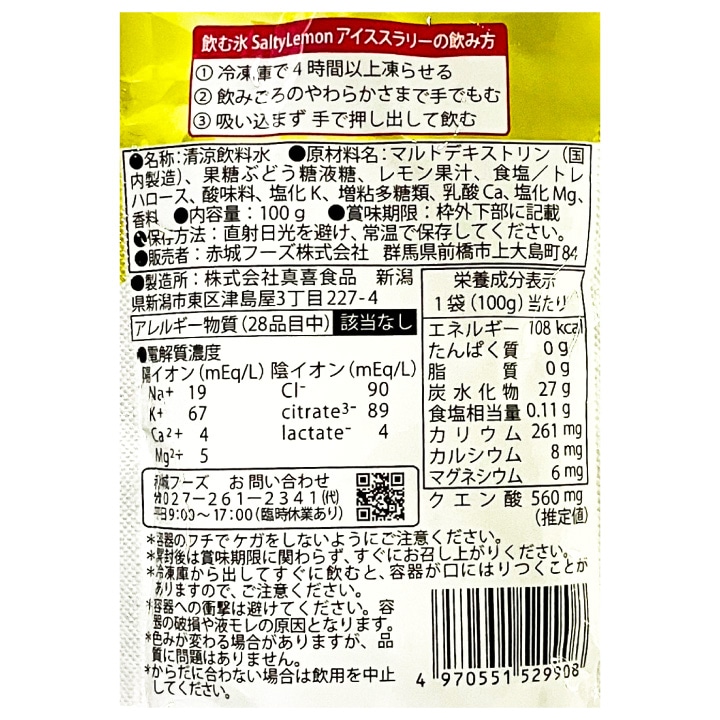 飲む氷 SaltyLemon アイススラリーの飲み方
① 冷凍庫で4時間以上凍らせる
② 飲みごろのやわらかさまで手でもむ
③ 吸い込まず 手で押し出して飲む
●名称：清涼飲料水 ●原材料名：マルトデキストリン（国
内製造）、果糖ぶどう糖液糖、レモン果汁、食塩／トレ
ハロース、酸味料、塩化K、増粘多糖類、乳酸Ca、塩化Mg、
香料 ●内容量：100g ●賞味期限：枠外下部に記載
●保存方法：直射日光を避け、常温で保存してください。
●販売者：赤城フーズ株式会社 群馬県前橋市上大島町84
●製造所：株式会社真喜食品 新潟
県新潟市東区津島屋3丁目227-4
アレルギー物質（28品目中） 該当なし
●電解質濃度
陽イオン(mEq/L) 陰イオン(mEq/L)
Na+ 19 Cl⁻ 90
K+ 67 citrate³⁻ 89
Ca²+ 4 lactate⁻ 4
Mg²+ 5
栄養成分表示
1袋(100g)当たり
エネルギー 108 kcal
たんぱく質 0g
脂質 0g
炭水化物 27g
食塩相当量 0.11g
カリウム 261mg
カルシウム 8mg
マグネシウム 6mg
クエン酸 560mg
(推定値)
赤城フーズ お問い合わせ
☎027-261-2341(代)
平日9:00〜17:00(臨時休業あり)
*容器のフチでケガをしないようにご注意ください。
*開封後は賞味期限に関わらず、すぐにお召し上がりください。
*冷凍庫から出してすぐに飲むと、容器が口にはりつくことが
ありますので、ご注意ください。
*容器への衝撃は避けてください。容
器の破損や液モレの原因となります。
*色みが変わる場合がありますが、品
質に問題はありません。
*からだに合わない場合は飲用を中止
してください。
4 970551 529908